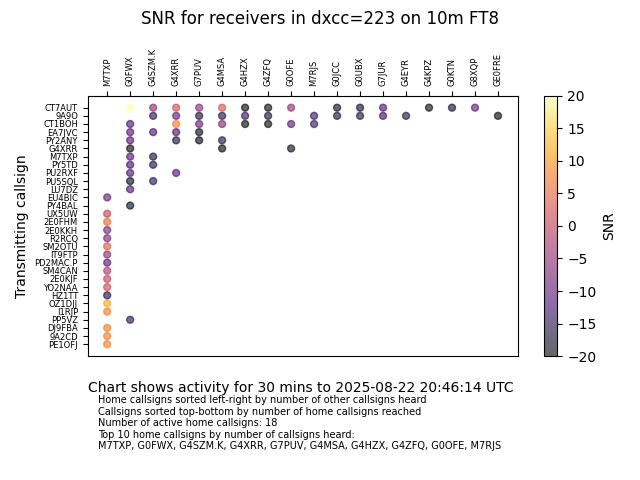 SNR for receivers in dxcc=223 on 10m FT8
M7TXP G0FWX G4SZM.K G4XRR G7PUV G4MSA G4HZX G4ZFQ G0OFE M7RJS G0JCC G0UBX G7JUR G4EYR G4KPZ G0KTN G8XQP GE0FRE
Transmitting callsign
CT7AUT
9A9O
CT1BOH
EA7JVC
PY2ANY
G4XRR
M7TXP
PY5TD
PU2RXF
PU5SQL
LU7DZ
EU4BIC
PY4BAL
UX5UW
2E0FHM
2E0KKH
R2RCQ
SM2OTU
IT9FTP
PD2MAC.P
SM4CAN
2E0KJF
YO2NAA
HZ1TT
OZ1DJJ
I1RJP
PP5VZ
DJ9FBA
9A2CD
PE1OFJ
20
15
10
5
0
−5
−10
−15
−20
SNR
Chart shows activity for 30 mins to 2025-08-22 20:46:14 UTC
Home callsigns sorted left-right by number of other callsigns heard
Callsigns sorted top-bottom by number of home callsigns reached
Number of active home callsigns: 18
Top 10 home callsigns by number of callsigns heard:
M7TXP, G0FWX, G4SZM.K, G4XRR, G7PUV, G4MSA, G4HZX, G4ZFQ, G0OFE, M7RJS